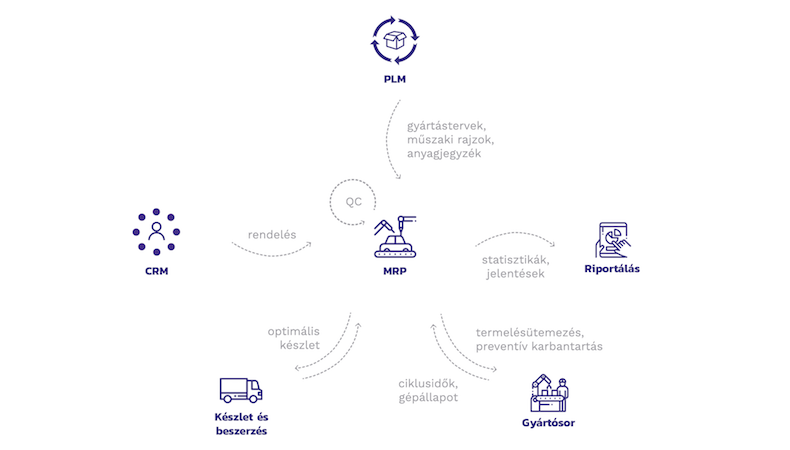 PLM
gyártástervek,
műszaki rajzok,
anyagjegyzék
QC
rendelés
CRM
MRP
statisztikák,
jelentések
Riportálás
optimális
készlet
termelésütemezés,
preventív karbantartás
ciklusidők,
gépállapot
Készlet és
beszerzés
Gyártósor